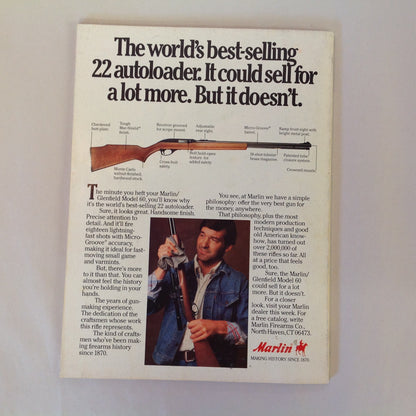 The world's best-selling
22 autoloader. It could sell for
a lot more. But it doesn't.
Checkered
butt plate.
Tough
Mar-Shield®
finish.
Receiver grooved
for scope mount.
Adjustable
rear sight.
Micro-Groove®
barrel.
Ramp front sight with
bright metal post.
Monte Carlo
walnut-finished,
hardwood stock.
Cross-bolt
safety.
Bolt hold-open
feature, for
added safety.
18-shot tubular
brass magazine.
Patented tube
closure system.
Crowned muzzle.
The minute you heft your Marlin/
Glenfield Model 60, you'll know why
it's the world's best-selling 22 autoloader.
Sure, it looks great. Handsome finish.
Precise attention to
detail. And it'll fire
eighteen lightning-
fast shots with Micro-
Groove® accuracy,
making it ideal for fast-
moving small game
and varmints.
But, there's more
to it than that. You can
almost feel the history
you're holding in your
hands.
The years of gun-
making experience.
The dedication of the
craftsmen whose work
this rifle represents.
The kind of crafts-
men who've been mak-
ing firearms history
since 1870.
You see, at Marlin we have a simple
philosophy: offer the very best gun for
the money, anywhere.
That philosophy, plus the most
modern production
techniques and good
old American know-
how, has turned out
over 2,000,000 of
these rifles so far. All
at a price that feels
good, too.
Sure, the Marlin/
Glenfield Model 60
could sell for a lot
more. But it doesn't.
For a closer
look, visit your Marlin
dealer this week. For
a free catalog, write
Marlin Firearms Co.,
North Haven, CT 06473.
Marlin
MAKING HISTORY SINCE 1870.